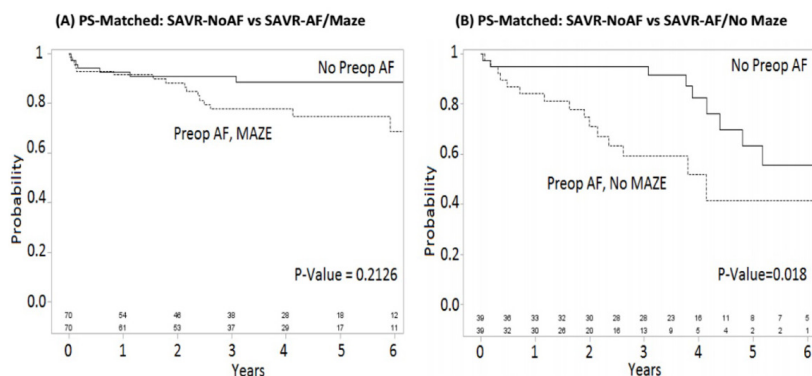 (A) PS-Matched: SAVR-NoAF vs SAVR-AF/Maze
1
No Preop AF
0.8
Preop AF, MAZE
0.6
Probability
0.4
0.2
P-Value = 0.2126
0.0
70 54 46 38 28 18 12
70 61 53 37 29 17 11
0 1 2 3 4 5 6
Years
(B) PS-Matched: SAVR-NoAF vs SAVR-AF/No Maze
1
No Preop AF
0.8
0.6
Preop AF, No MAZE
Probability
0.4
0.2
P-Value=0.018
0.0
39 36 33 32 30 28 28 23 16 11 8 7 5
39 32 30 26 20 16 13 9 5 4 2 2 1
0 1 2 3 4 5 6
Years